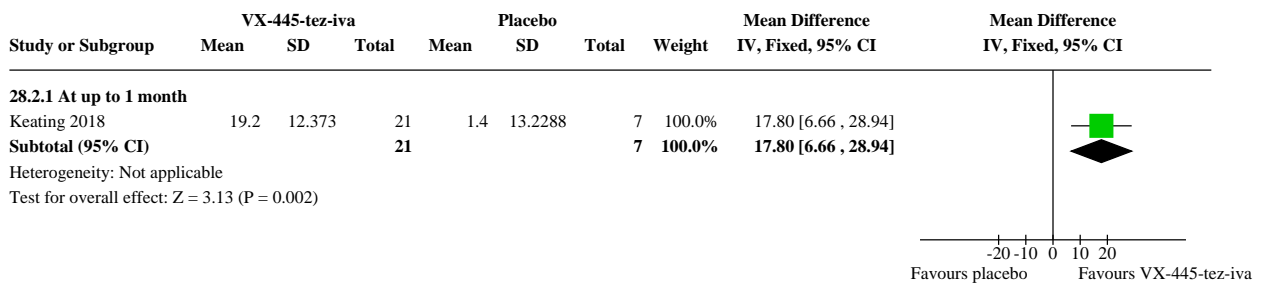 VX-445-tez-iva Placebo Mean Difference Mean Difference
Study or Subgroup Mean SD Total Mean SD Total Weight IV, Fixed, 95% CI IV, Fixed, 95% CI
28.2.1 At up to 1 month
Keating 2018 19.2 12.373 21 1.4 13.2288 7 100.0% 17.80 [6.66 , 28.94]
Subtotal (95% CI) 21 7 100.0% 17.80 [6.66 , 28.94]
Heterogeneity: Not applicable
Test for overall effect: Z = 3.13 (P = 0.002)
-20 -10 0 10 20
Favours placebo Favours VX-445-tez-iva